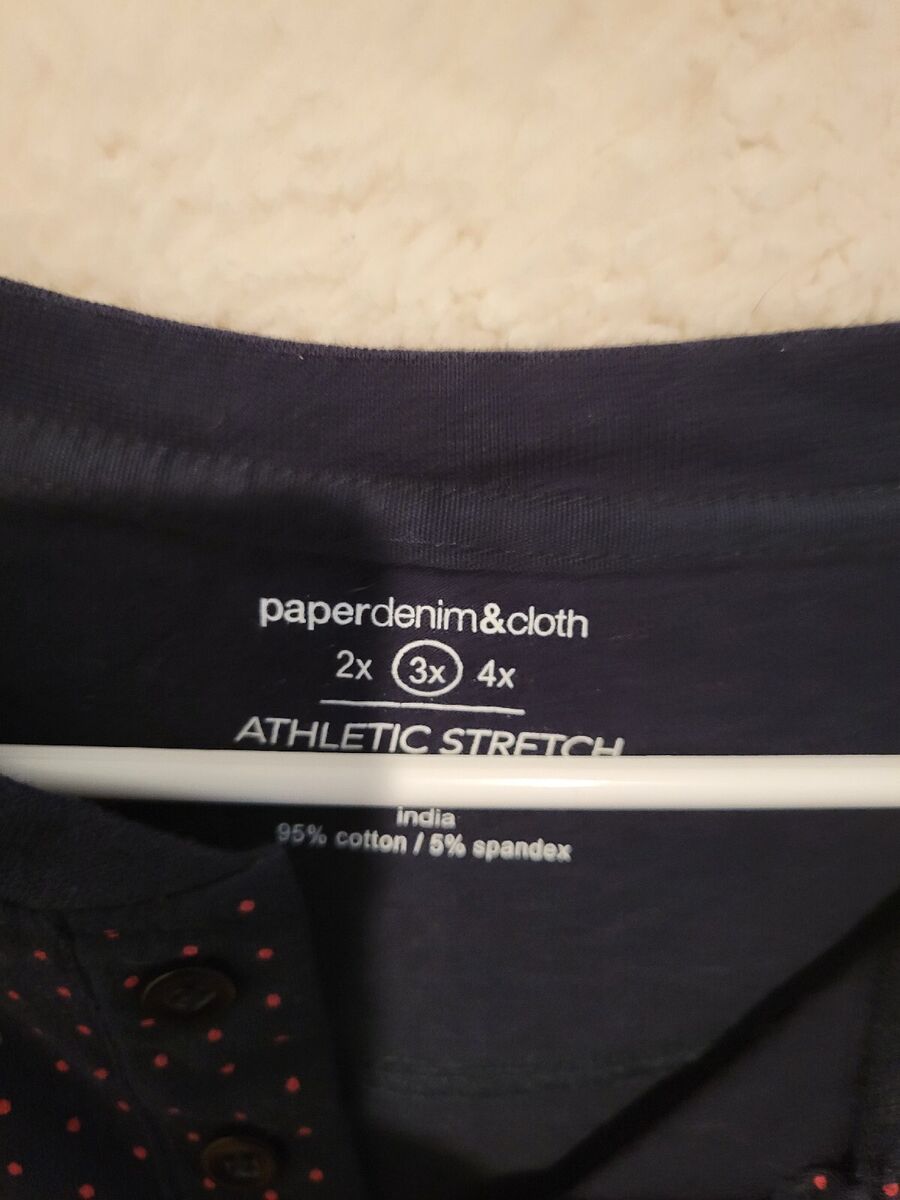 paperdenim&cloth
2x 3x 4x
ATHLETIC STRETCH
india
95% cotton / 5% spandex